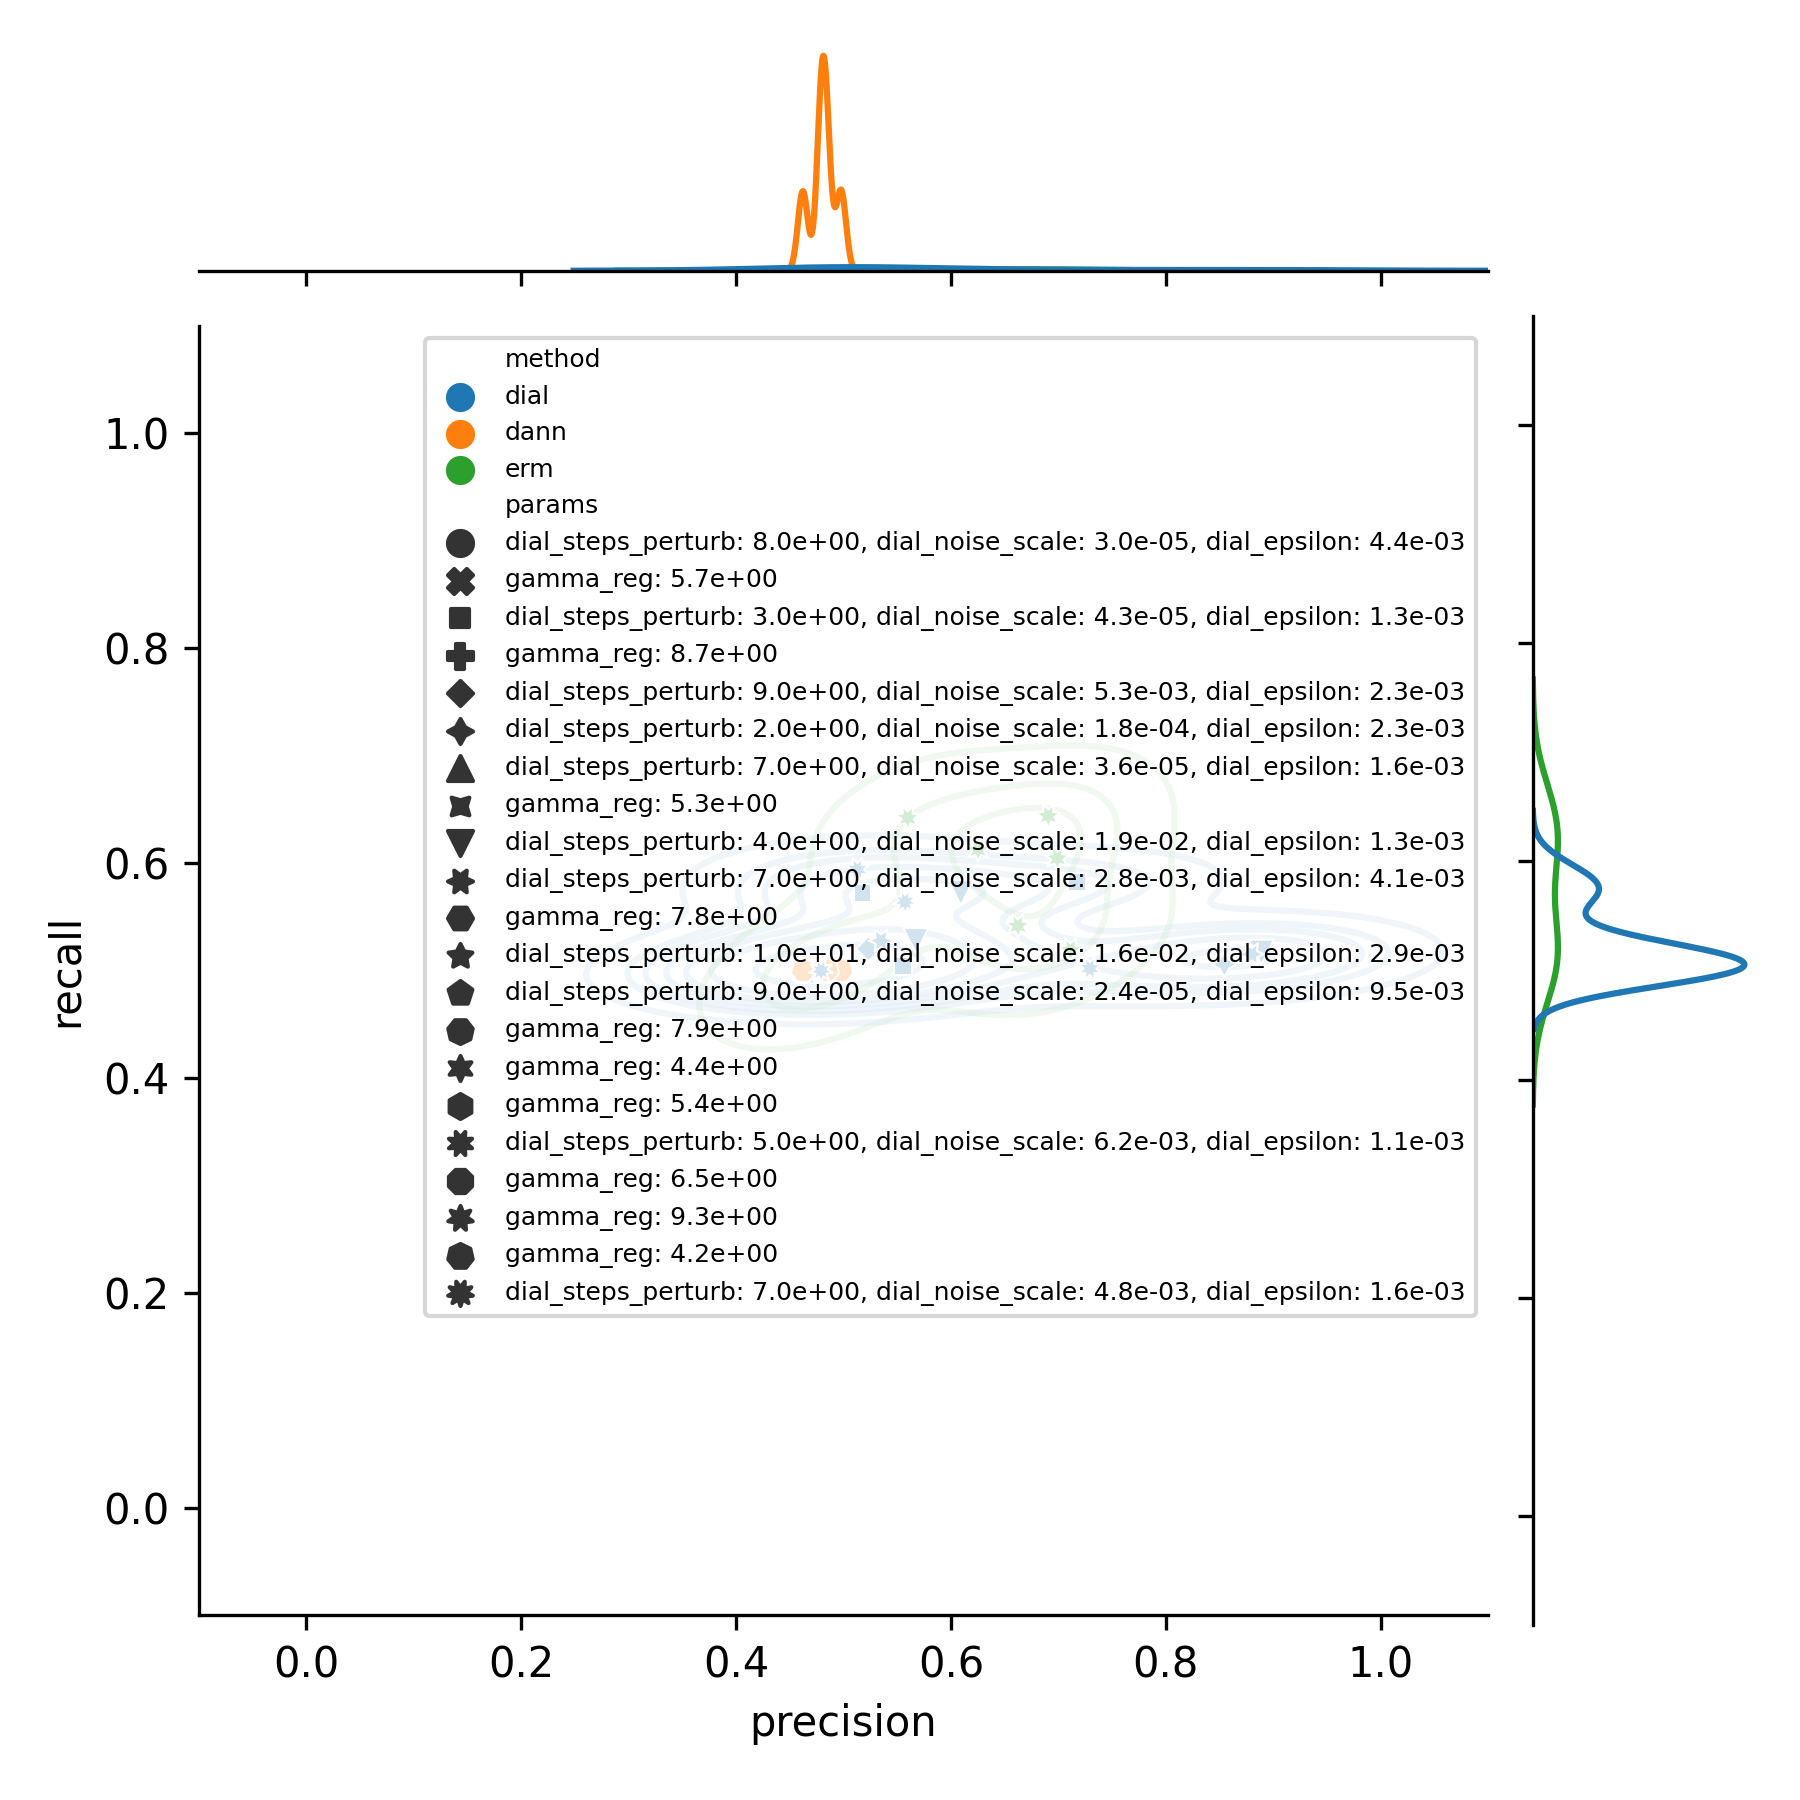 method
dial
dann
erm
params
dial_steps_perturb: 8.0e+00, dial_noise_scale: 3.0e-05, dial_epsilon: 4.4e-03
gamma_reg: 5.7e+00
dial_steps_perturb: 3.0e+00, dial_noise_scale: 4.3e-05, dial_epsilon: 1.3e-03
gamma_reg: 8.7e+00
dial_steps_perturb: 9.0e+00, dial_noise_scale: 5.3e-03, dial_epsilon: 2.3e-03
dial_steps_perturb: 2.0e+00, dial_noise_scale: 1.8e-04, dial_epsilon: 2.3e-03
dial_steps_perturb: 7.0e+00, dial_noise_scale: 3.6e-05, dial_epsilon: 1.6e-03
gamma_reg: 5.3e+00
dial_steps_perturb: 4.0e+00, dial_noise_scale: 1.9e-02, dial_epsilon: 1.3e-03
dial_steps_perturb: 7.0e+00, dial_noise_scale: 2.8e-03, dial_epsilon: 4.1e-03
gamma_reg: 7.8e+00
dial_steps_perturb: 1.0e+01, dial_noise_scale: 1.6e-02, dial_epsilon: 2.9e-03
dial_steps_perturb: 9.0e+00, dial_noise_scale: 2.4e-05, dial_epsilon: 9.5e-03
gamma_reg: 7.9e+00
gamma_reg: 4.4e+00
gamma_reg: 5.4e+00
dial_steps_perturb: 5.0e+00, dial_noise_scale: 6.2e-03, dial_epsilon: 1.1e-03
gamma_reg: 6.5e+00
gamma_reg: 9.3e+00
gamma_reg: 4.2e+00
dial_steps_perturb: 7.0e+00, dial_noise_scale: 4.8e-03, dial_epsilon: 1.6e-03
1.0
0.8
0.6
0.4
0.2
0.0
recall
0.0 0.2 0.4 0.6 0.8 1.0
precision